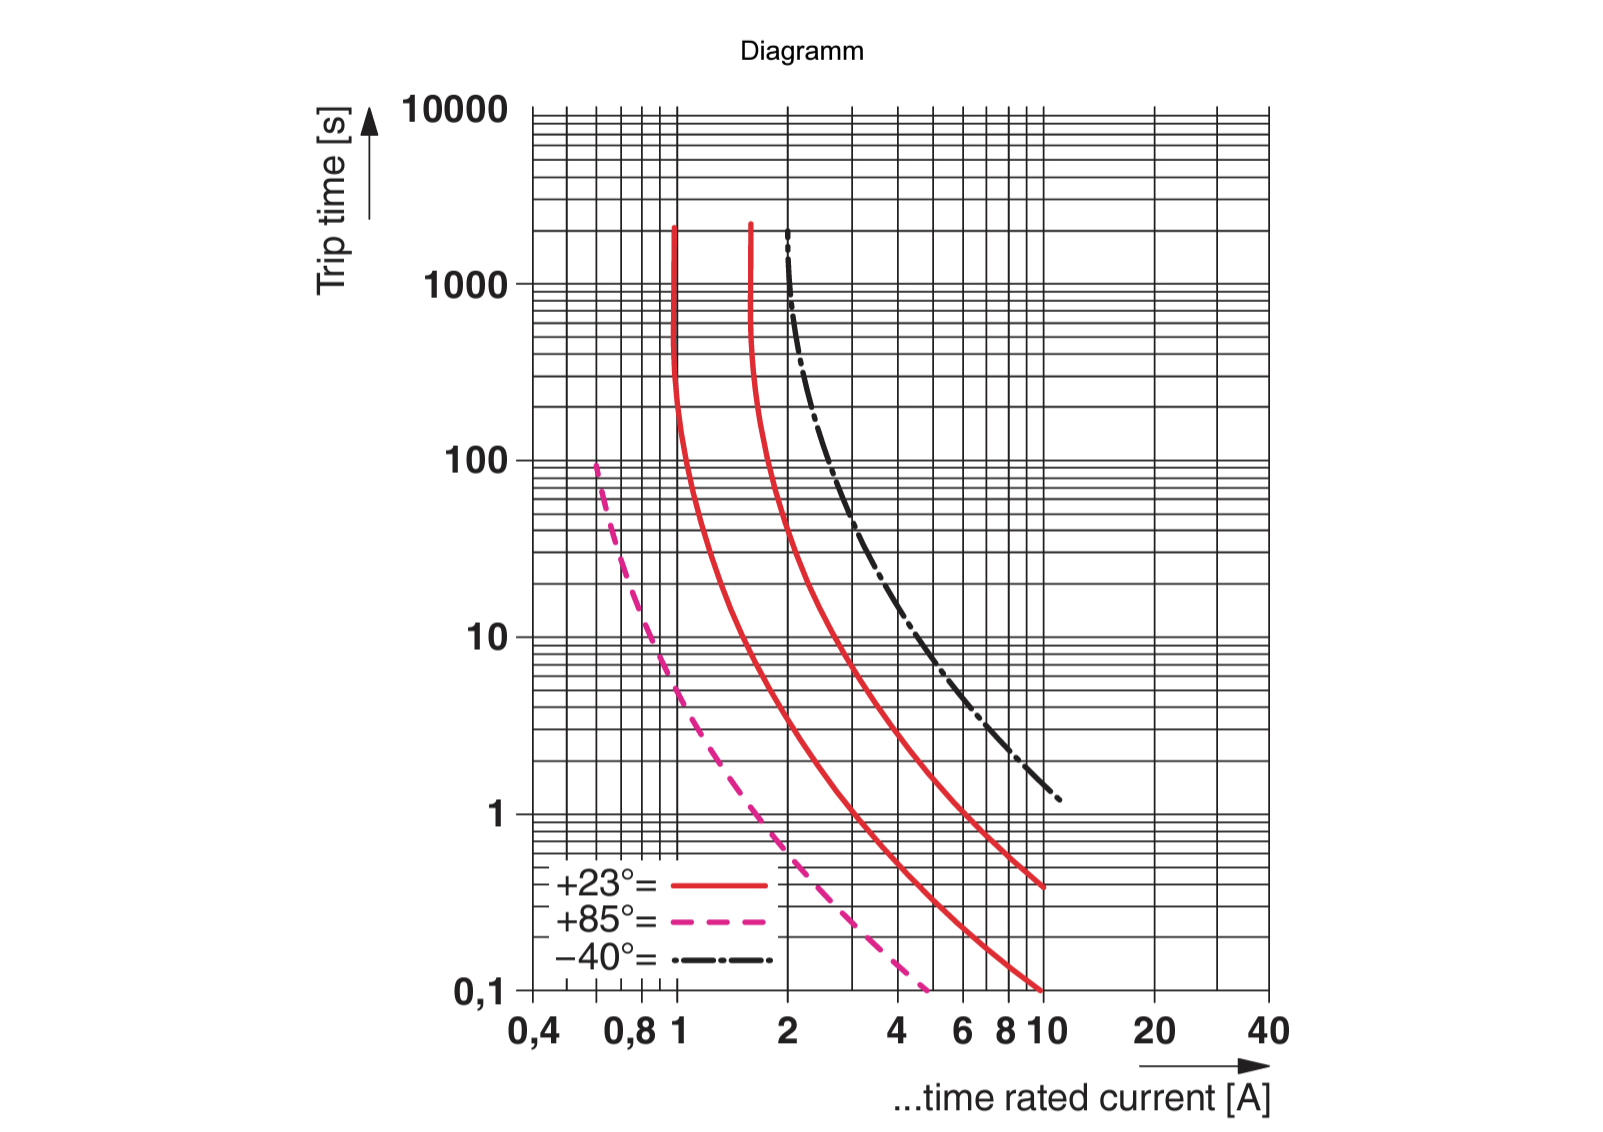 Diagramm
Trip time [s]
10000
1000
100
10
1
0,1
+23°=
+85°=
−40°=
0,4 0,8 1 2 4 6 8 10 20 40
...time rated current [A]